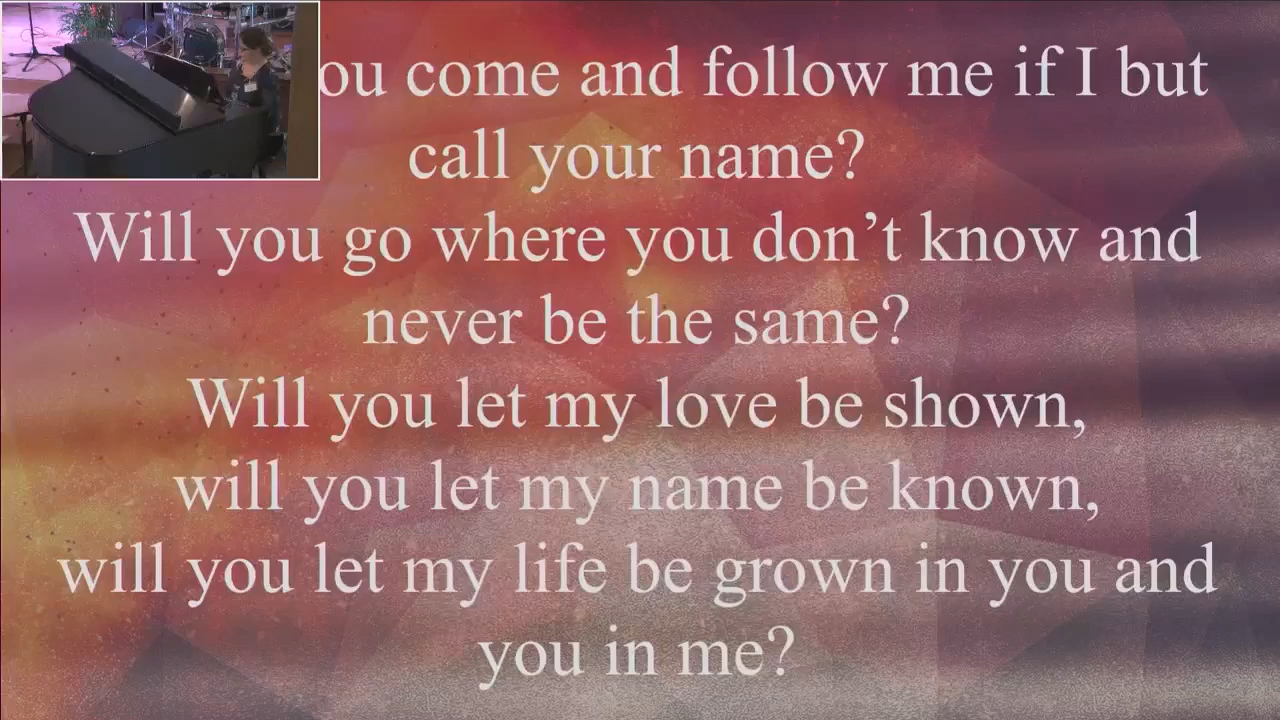 ou come and follow me if I but
call your name?
Will you go where you don’t know and
never be the same?
Will you let my love be shown,
will you let my name be known,
will you let my life be grown in you and
you in me?